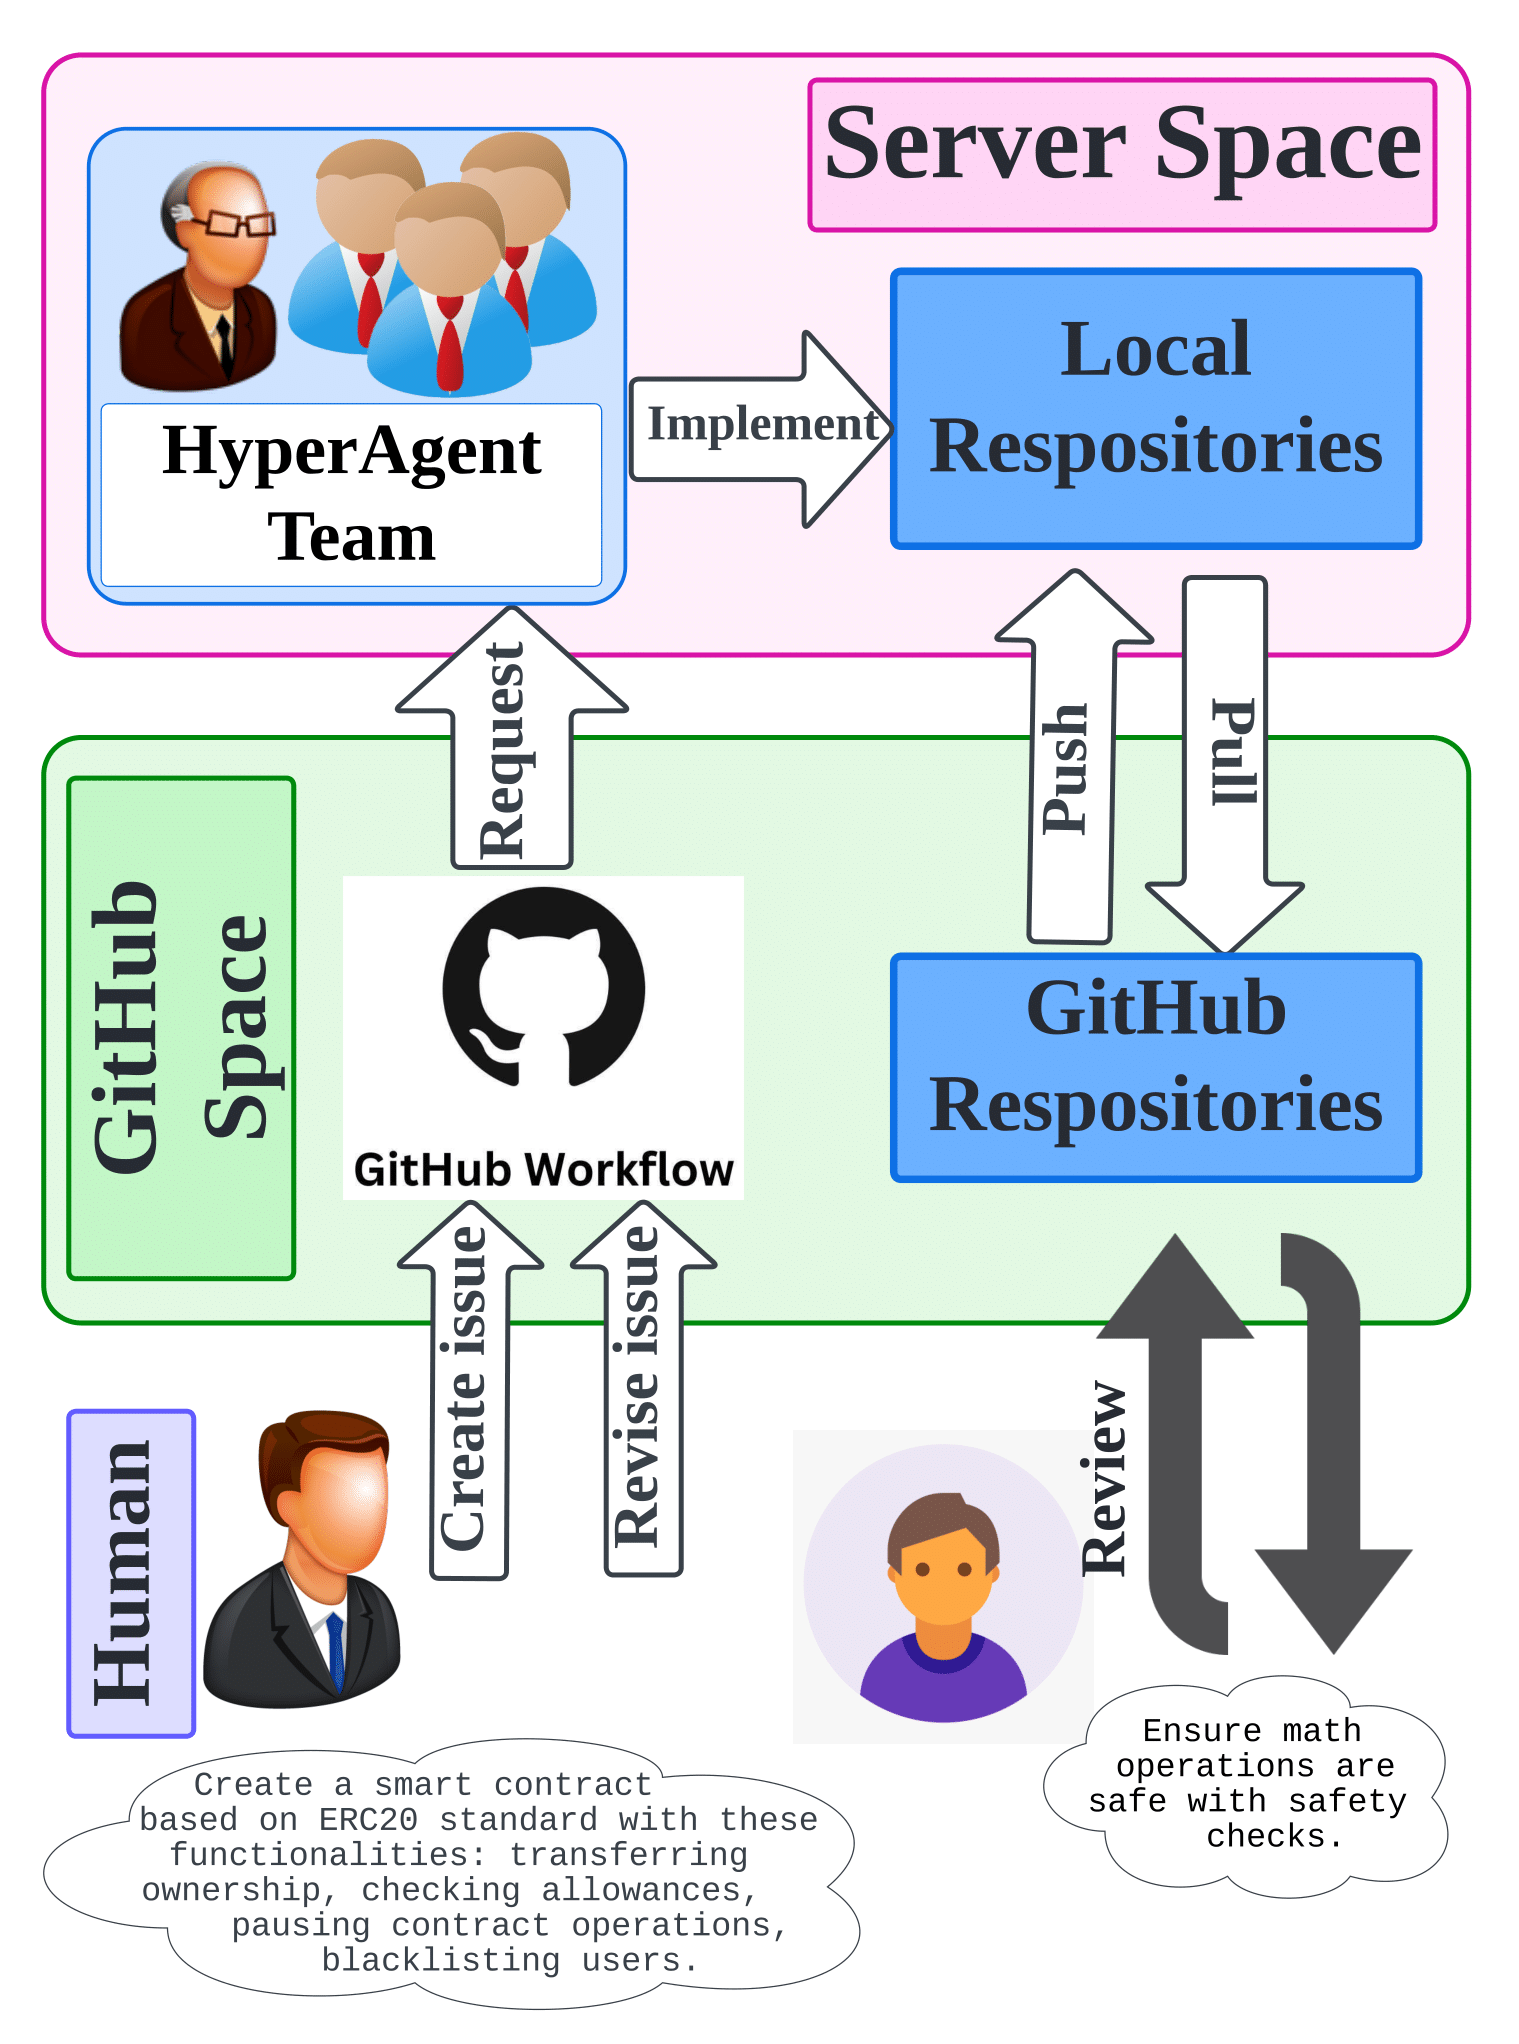 Server Space
HyperAgent
Team
Implement
Local
Respositories
Request
Push
Pull
GitHub
Space
GitHub Workflow
GitHub
Respositories
Create issue
Revise issue
Review
Human
Create a smart contract
based on ERC20 standard with these
functionalities: transferring
ownership, checking allowances,
pausing contract operations,
blacklisting users.
Ensure math
operations are
safe with safety
checks.